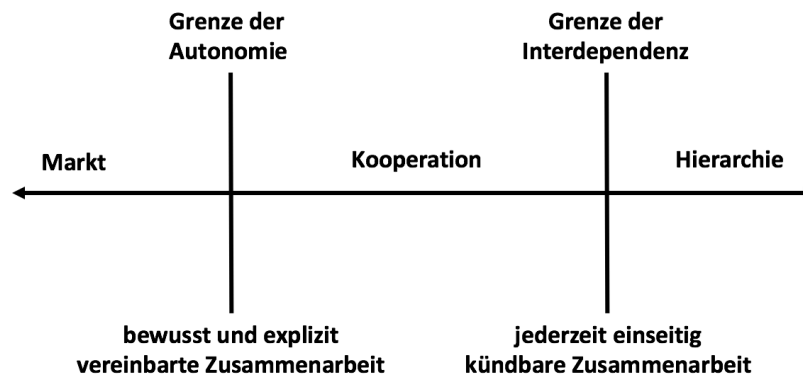 Grenze der
Autonomie
Grenze der
Interdependenz
Markt
Kooperation
Hierarchie
bewusst und explizit
vereinbarte Zusammenarbeit
jederzeit einseitig
kündbare Zusammenarbeit